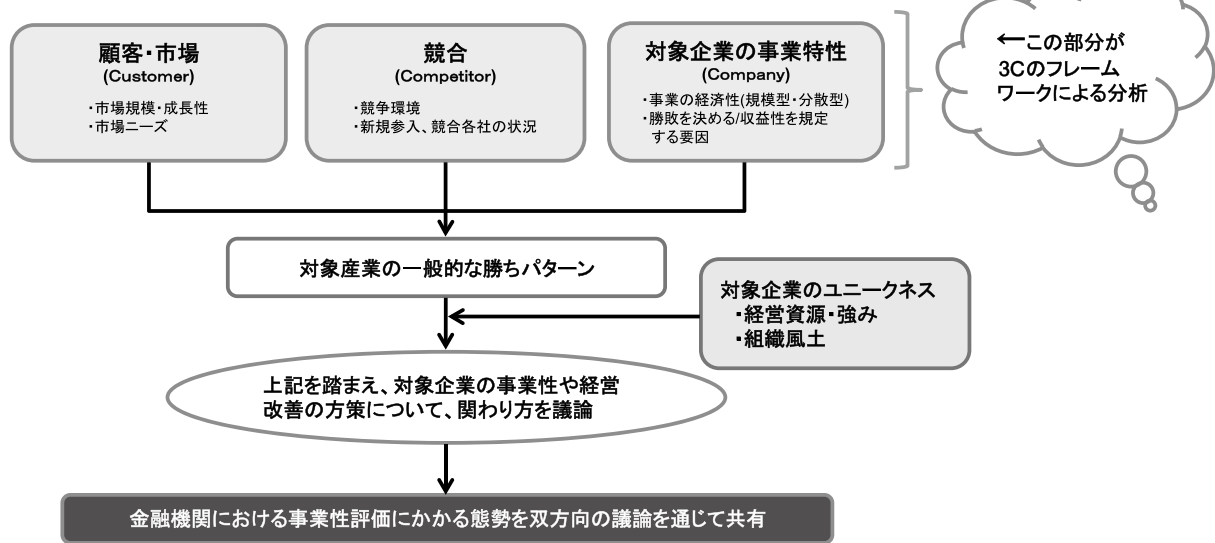 顧客・市場
(Customer)
・市場規模・成長性
・市場ニーズ
競合
(Competitor)
・競争環境
・新規参入、競合各社の状況
対象企業の事業特性
(Company)
・事業の経済性(規模型・分散型)
・勝敗を決める/収益性を規定
する要因
←この部分が
3Cのフレーム
ワークによる分析
対象産業の一般的な勝ちパターン
対象企業のユニークネス
・経営資源・強み
・組織風土
上記を踏まえ、対象企業の事業性や経営
改善の方策について、関わり方を議論
金融機関における事業性評価にかかる態勢を双方向の議論を通じて共有